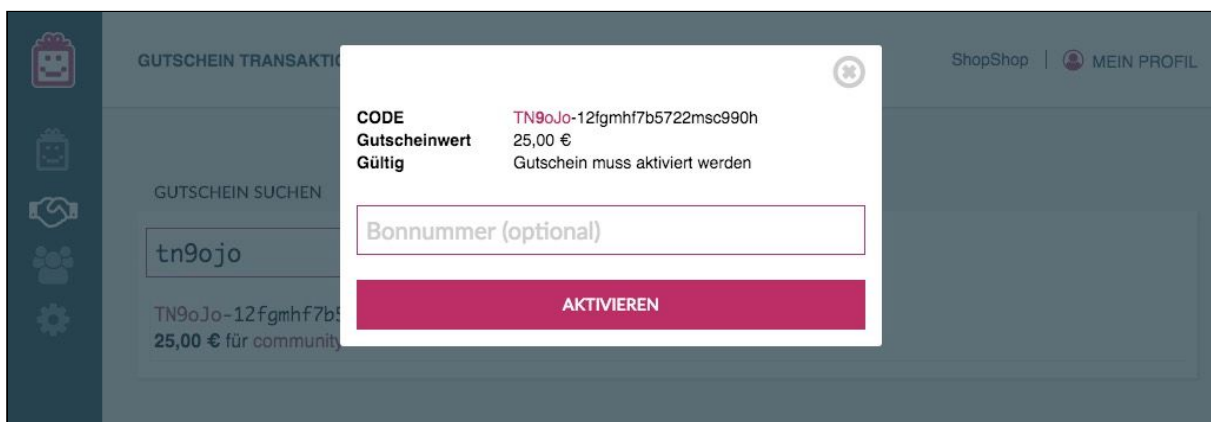 GUTSCHEIN TRANSAKTIO
ShopShop | MEIN PROFIL
CODE TN9oJo-12fgmhf7b5722msc990h
Gutscheinwert 25,00 €
Gültig Gutschein muss aktiviert werden
GUTSCHEIN SUCHEN
Bonnummer (optional)
tn9ojo
AKTIVIEREN
TN9oJo-12fgmhf7b5
25,00 € für community